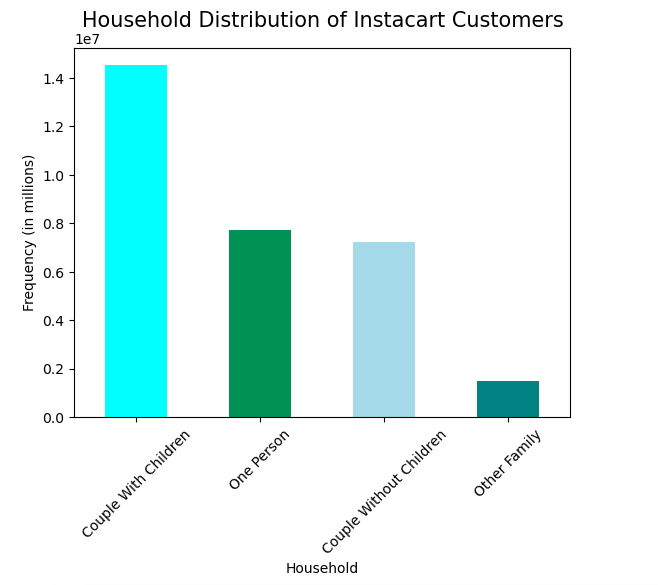 Household Distribution of Instacart Customers
1e7
1.4
1.2
1.0
0.8
0.6
0.4
0.2
0.0
Frequency (in millions)
Couple With Children
One Person
Couple Without Children
Other Family
Household